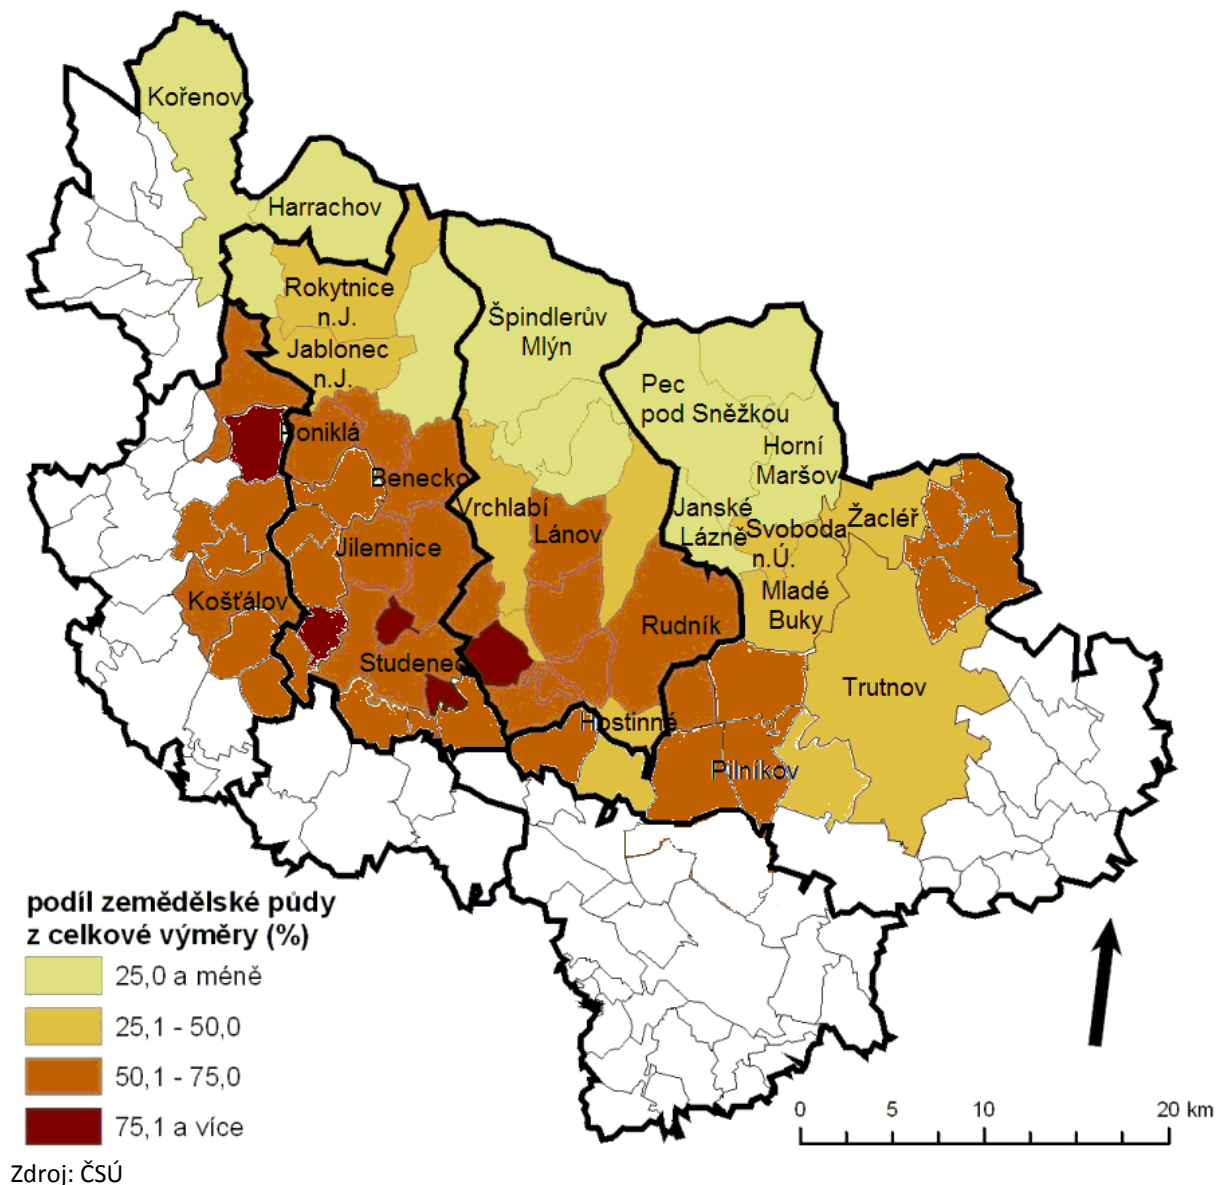 Kořenov
Harrachov
Rokytnice
n.J.
Špindlerův
Mlýn
Jablonec
n.J.
Pec
pod Sněžkou
Poniklá
Horní
Maršov
Benecko
Vrchlabí
Janské
Lázně
Lánov
Svoboda
n.Ú.
Žacléř
Jilemnice
Mladé
Buky
Košťálov
Rudník
Studenec
Trutnov
Hostinné
Pilníkov
podíl zemědělské půdy
z celkové výměry (%)
25,0 a méně
25,1 - 50,0
50,1 - 75,0
75,1 a více
0 5 10 20 km
Zdroj: ČSÚ